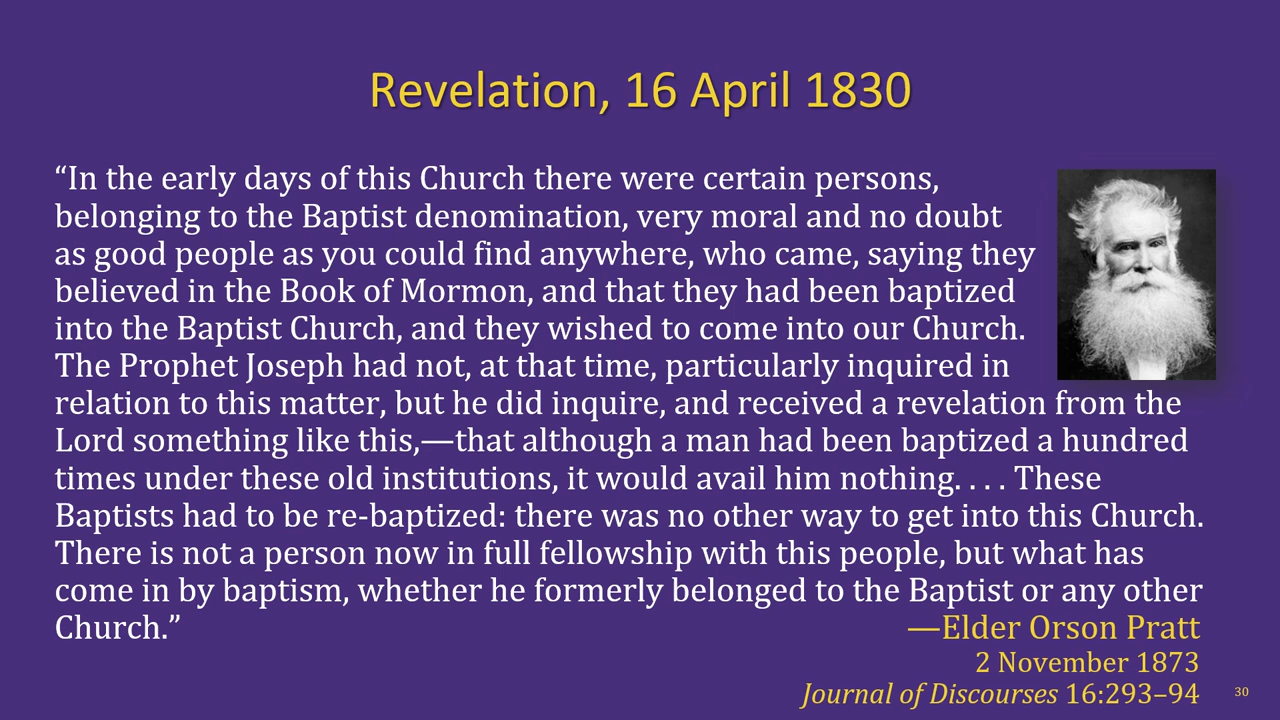 Revelation, 16 April 1830
“In the early days of this Church there were certain persons,
belonging to the Baptist denomination, very moral and no doubt
as good people as you could find anywhere, who came, saying they
believed in the Book of Mormon, and that they had been baptized
into the Baptist Church, and they wished to come into our Church.
The Prophet Joseph had not, at that time, particularly inquired in
relation to this matter, but he did inquire, and received a revelation from the
Lord something like this,—that although a man had been baptized a hundred
times under these old institutions, it would avail him nothing. . . . These
Baptists had to be re-baptized: there was no other way to get into this Church.
There is not a person now in full fellowship with this people, but what has
come in by baptism, whether he formerly belonged to the Baptist or any other
Church.” —Elder Orson Pratt
2 November 1873
Journal of Discourses 16:293–94
30